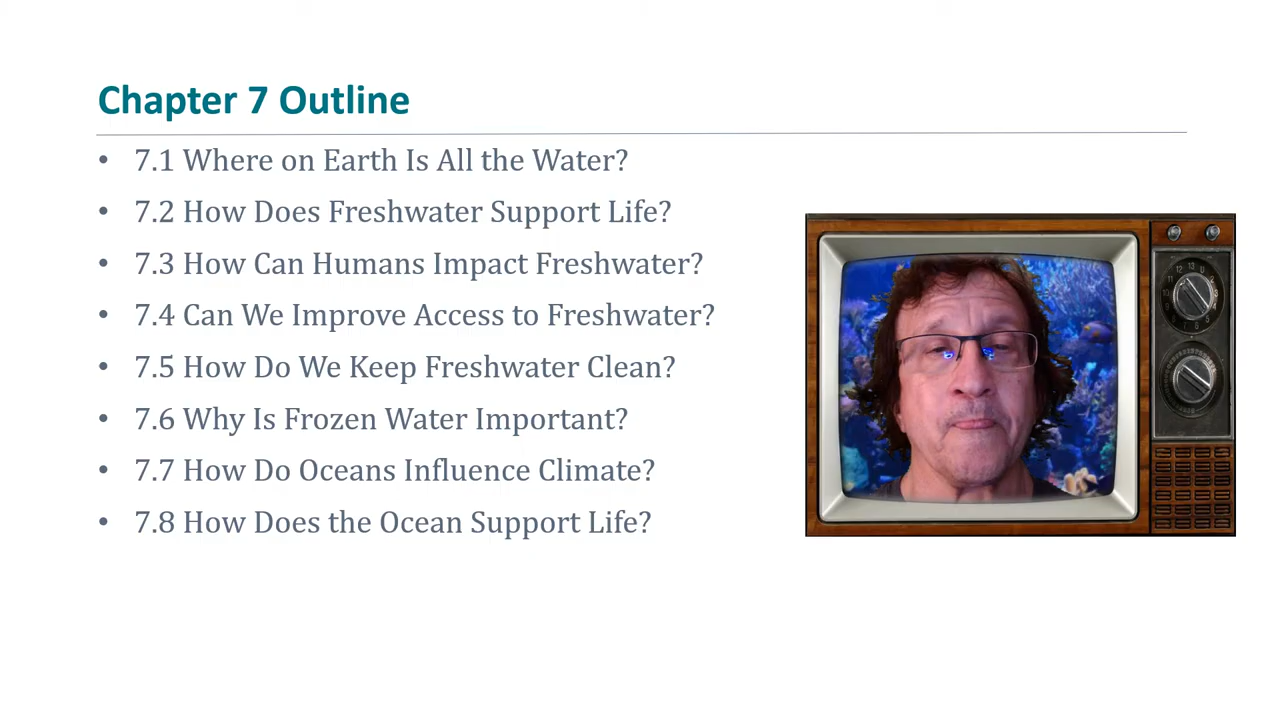 Chapter 7 Outline
• 7.1 Where on Earth Is All the Water?
• 7.2 How Does Freshwater Support Life?
• 7.3 How Can Humans Impact Freshwater?
• 7.4 Can We Improve Access to Freshwater?
• 7.5 How Do We Keep Freshwater Clean?
• 7.6 Why Is Frozen Water Important?
• 7.7 How Do Oceans Influence Climate?
• 7.8 How Does the Ocean Support Life?